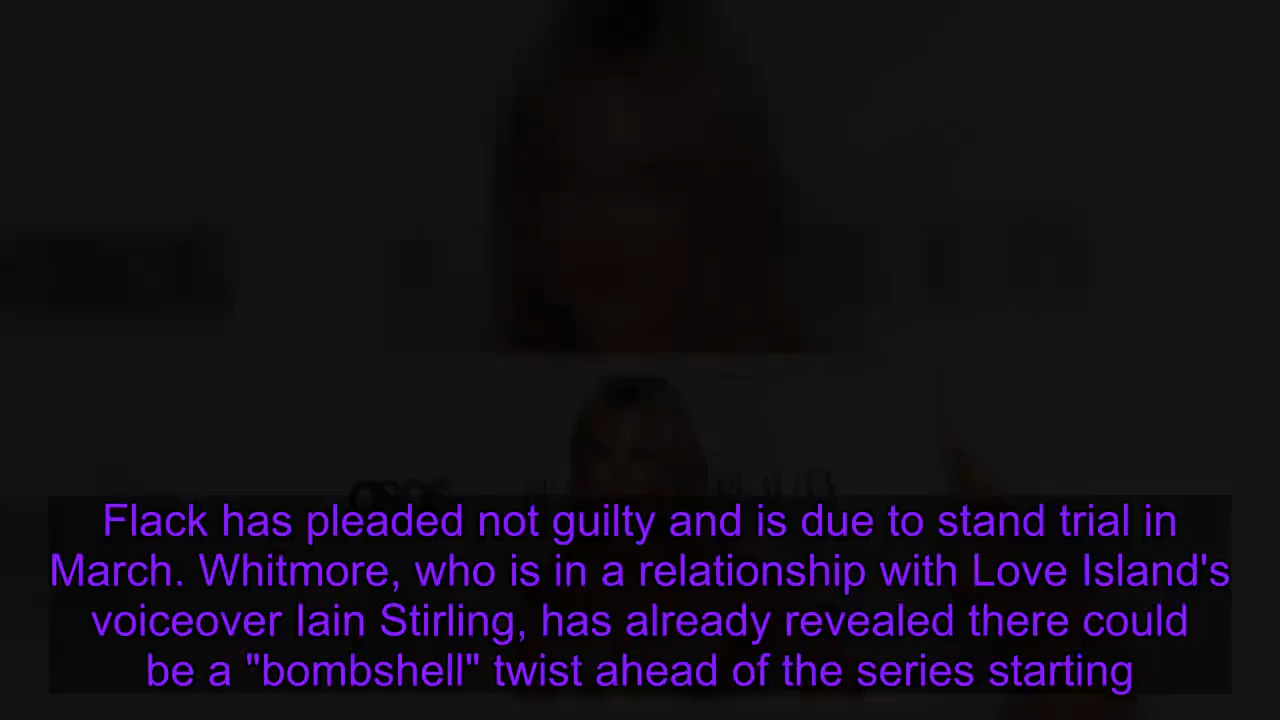 Flack has pleaded not guilty and is due to stand trial in
March. Whitmore, who is in a relationship with Love Island's
voiceover Iain Stirling, has already revealed there could
be a "bombshell" twist ahead of the series starting